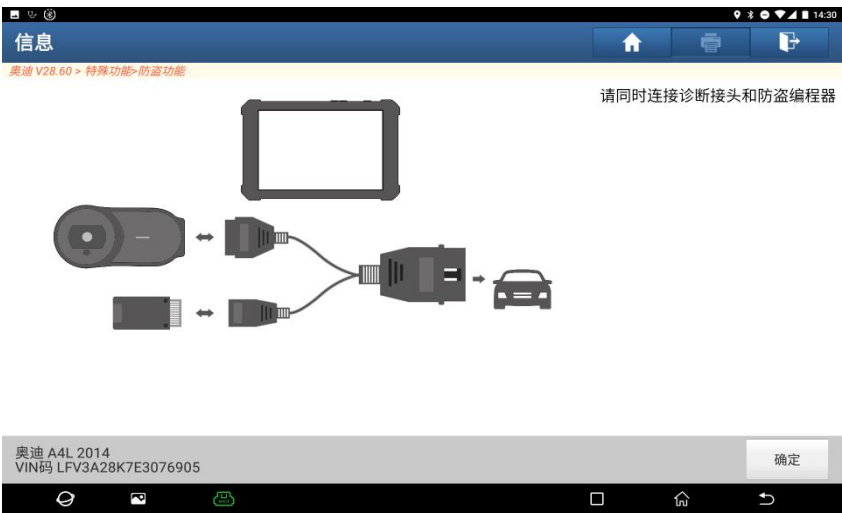 14:30
信息
奥迪 V28.60 > 特殊功能>防盗功能
请同时连接诊断接头和防盗编程器
奥迪 A4L 2014
VIN码 LFV3A28K7E3076905
确定